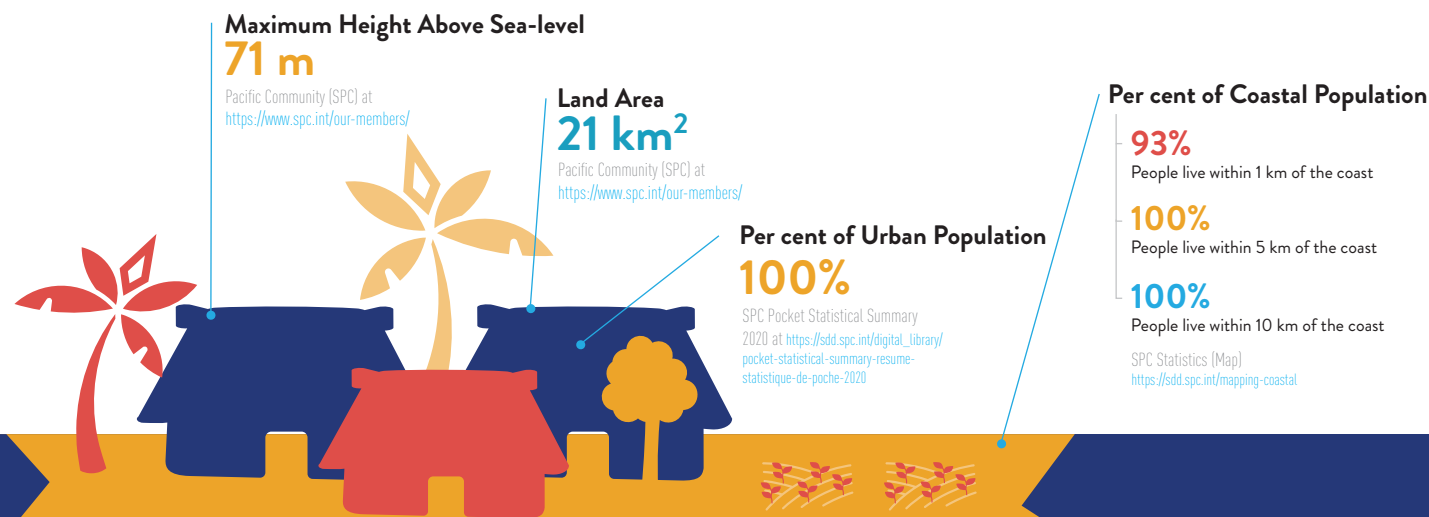 Maximum Height Above Sea-level
71 m
Pacific Community (SPC) at
https://www.spc.int/our-members/
Land Area
21 km²
Pacific Community (SPC) at
https://www.spc.int/our-members/
Per cent of Urban Population
100%
SPC Pocket Statistical Summary
2020 at https://sdd.spc.int/digital_library/
pocket-statistical-summary-resume-
statistique-de-poche-2020
Per cent of Coastal Population
93%
People live within 1 km of the coast
100%
People live within 5 km of the coast
100%
People live within 10 km of the coast
SPC Statistics (Map)
https://sdd.spc.int/mapping-coastal